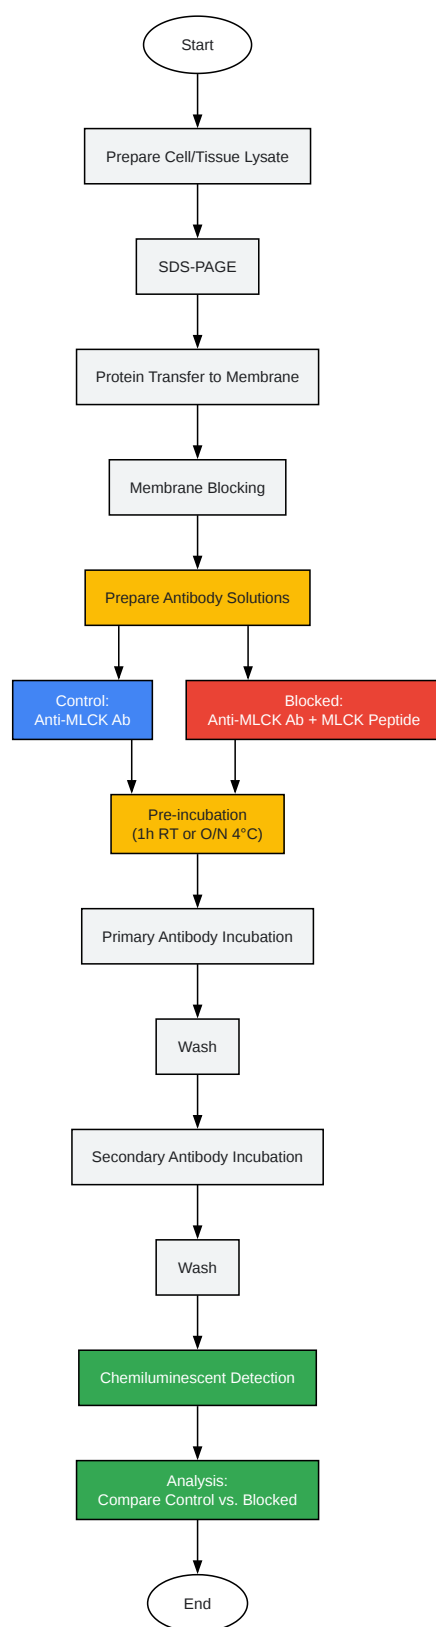 Start
Prepare Cell/Tissue Lysate
SDS-PAGE
Protein Transfer to Membrane
Membrane Blocking
Prepare Antibody Solutions
Control:
Anti-MLCK Ab
Blocked:
Anti-MLCK Ab + MLCK Peptide
Pre-incubation
(1h RT or O/N 4°C)
Primary Antibody Incubation
Wash
Secondary Antibody Incubation
Wash
Chemiluminescent Detection
Analysis:
Compare Control vs. Blocked
End